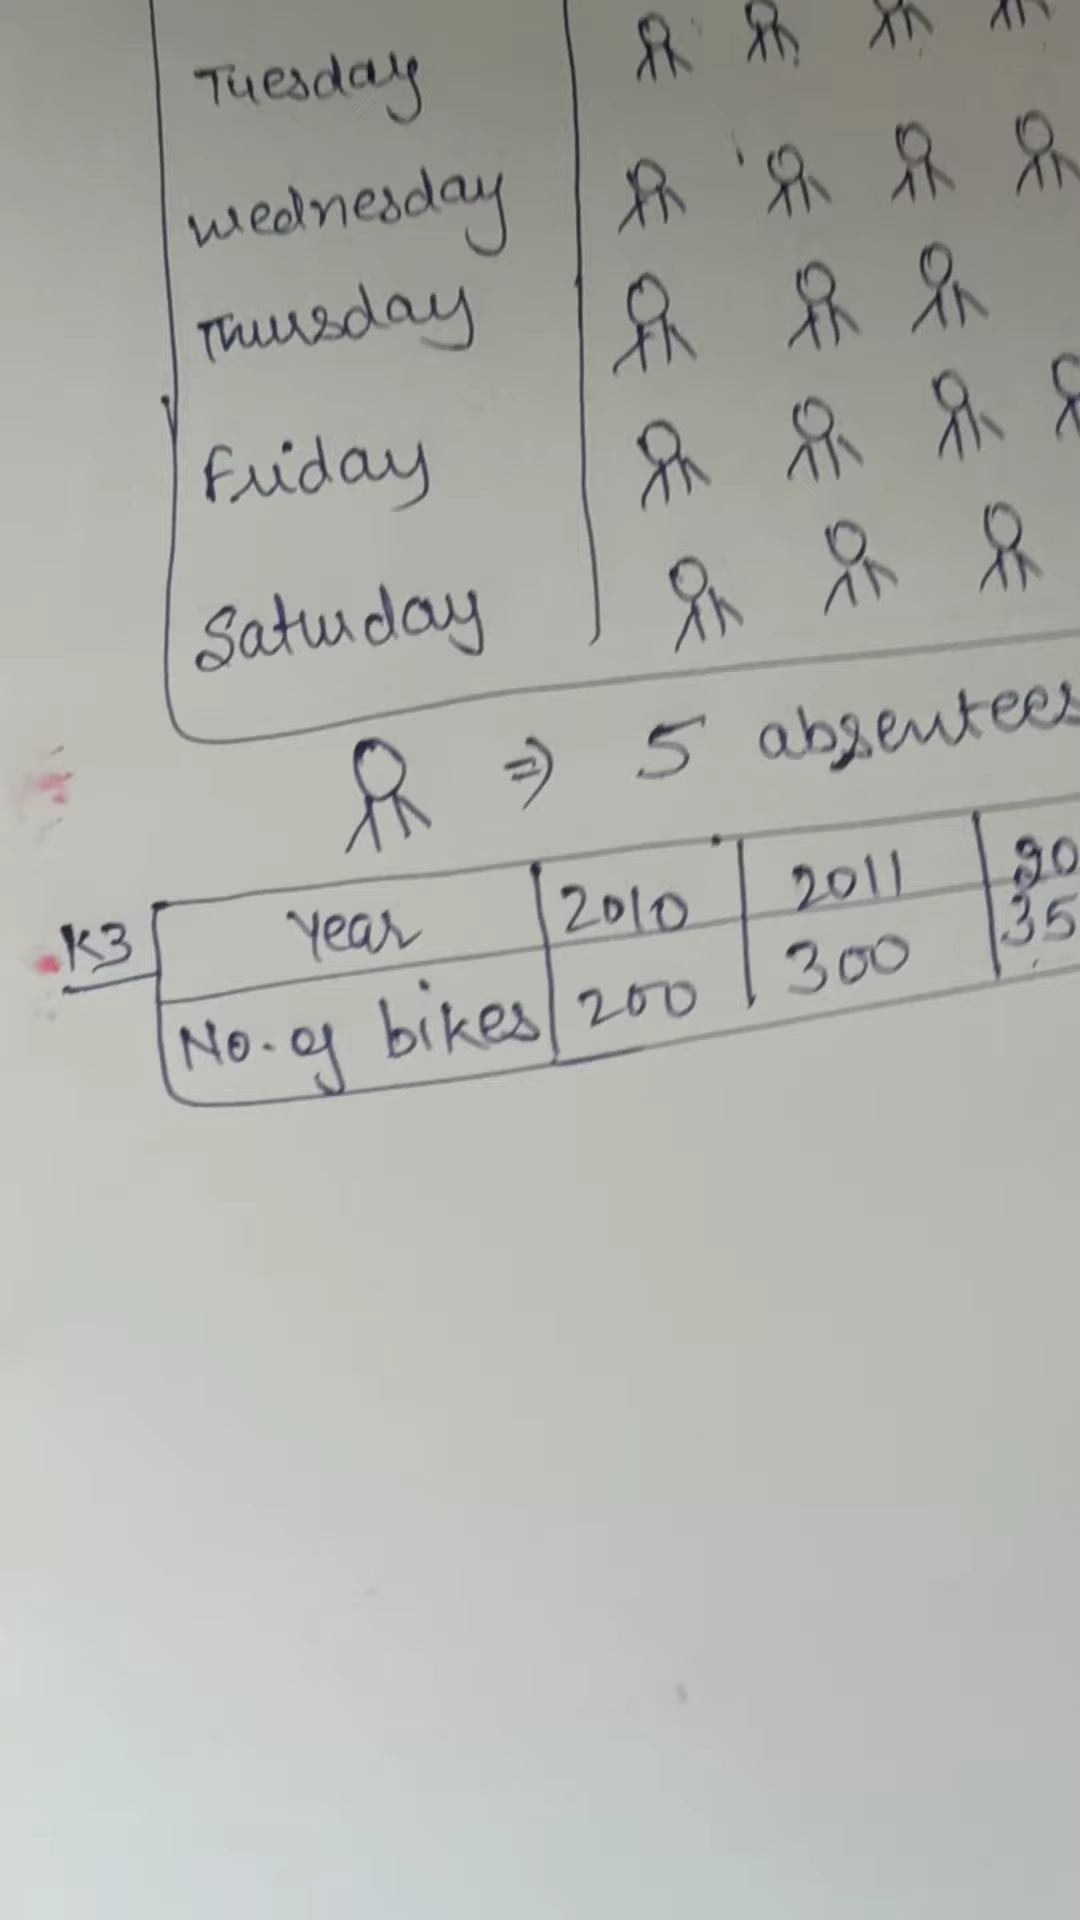 Tuesday
Wednesday
Thursday
Friday
Saturday
⇒ 5 absentees
K3 Year 2010 2011
No. of bikes 200 300